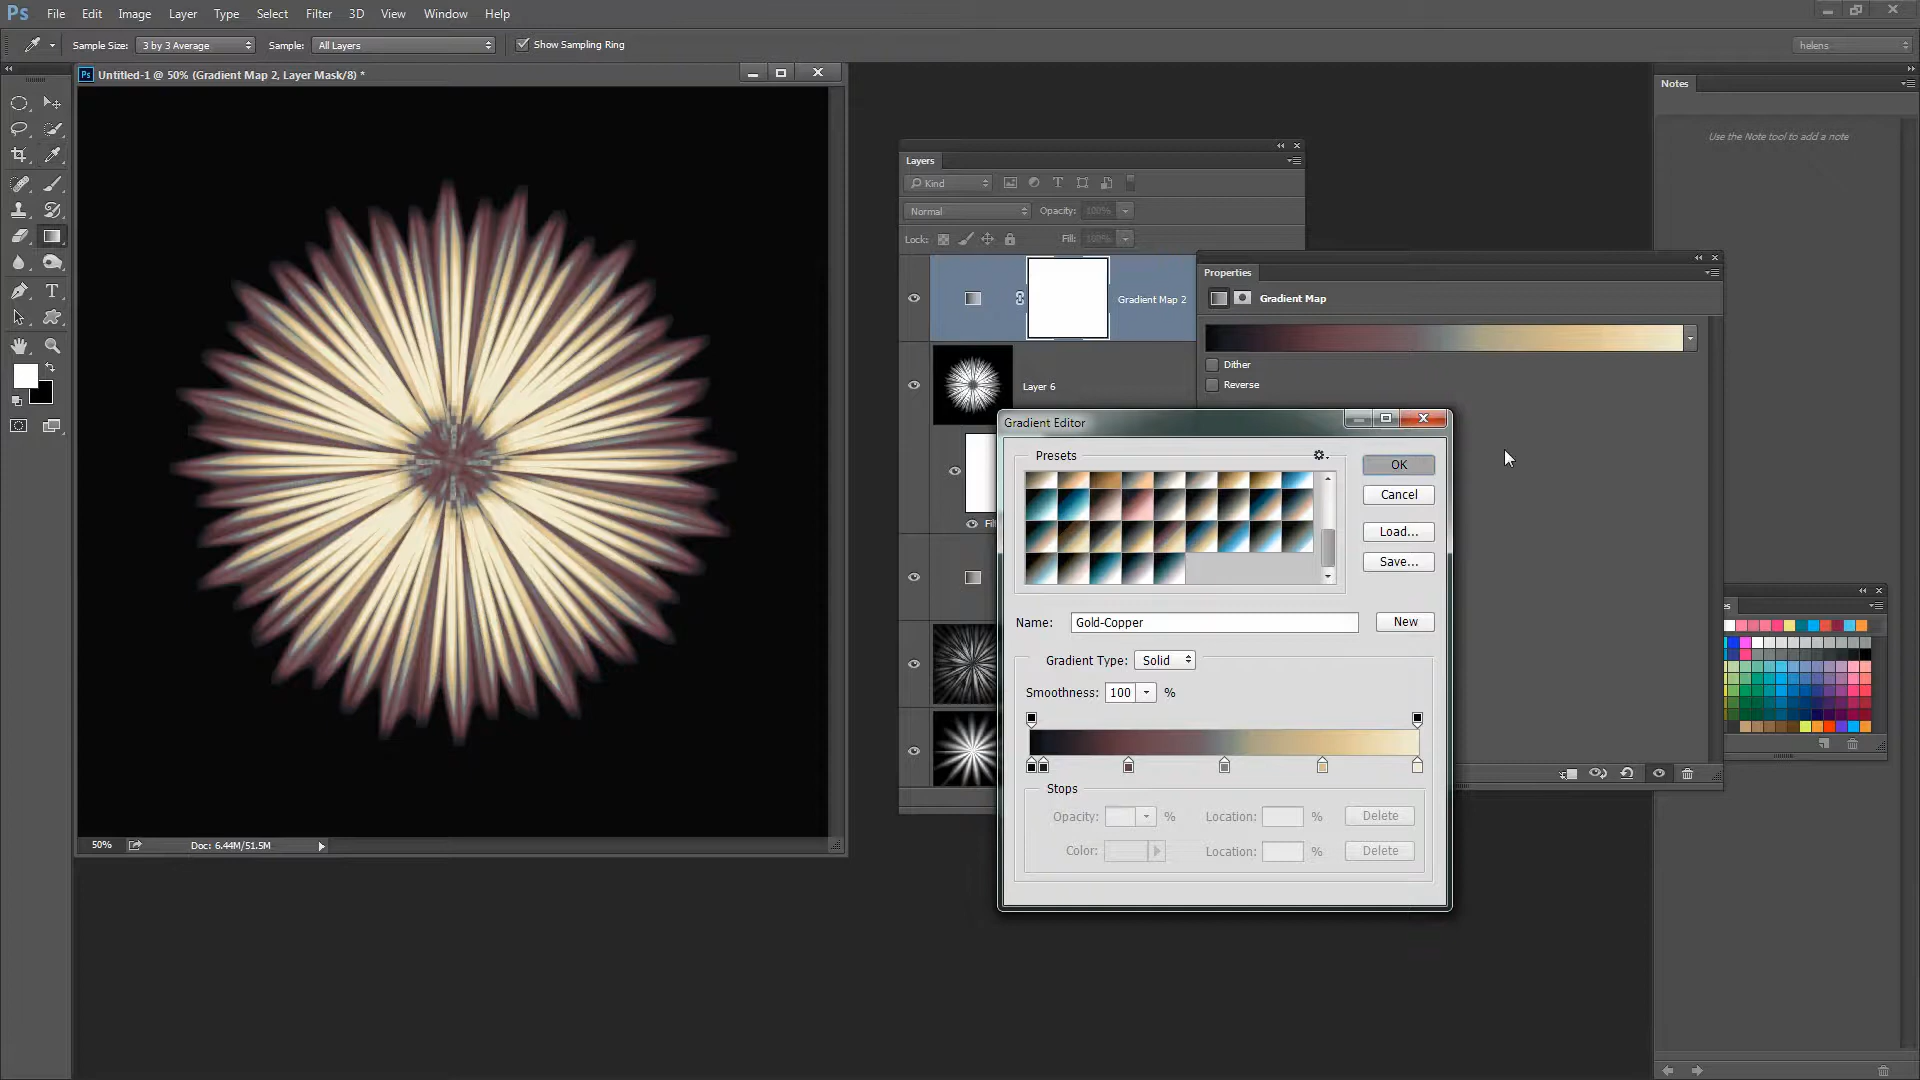 Ps File Edit Image Layer Type Select Filter 3D View Window Help
Sample Size: 3 by 3 Average Sample: All Layers Show Sampling Ring helens
Ps Untitled-1 @ 50% (Gradient Map 2, Layer Mask/8) *
Notes
Use the Note tool to add a note
Layers
Kind
Normal Opacity: 100%
Lock: Fill: 100%
Gradient Map 2
Layer 6
Properties
Gradient Map
Dither
Reverse
Gradient Editor
Presets
OK
Cancel
Load...
Save...
Name: Gold-Copper New
Gradient Type: Solid
Smoothness: 100 %
Stops
Opacity: % Location: % Delete
Color: Location: % Delete
50% Doc: 6.44M/51.5M